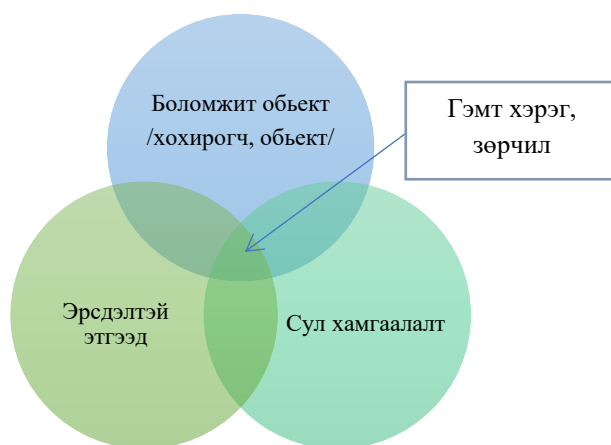 Боломжит обьект
/хохирогч, обьект/
Гэмт хэрэг,
зөрчил
Эрсдэлтэй
этгээд
Сул хамгаалалт